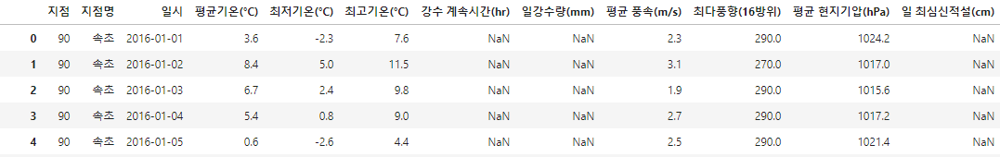 지점 지점명 일시 평균기온(°C) 최저기온(°C) 최고기온(°C) 강수 계속시간(hr) 일강수량(mm) 평균 풍속(m/s) 최다풍향(16방위) 평균 현지기압(hPa) 일 최심신적설(cm)
0 90 속초 2016-01-01 3.6 -2.3 7.6 NaN NaN 2.3 290.0 1024.2 NaN
1 90 속초 2016-01-02 8.4 5.0 11.5 NaN NaN 3.1 270.0 1017.0 NaN
2 90 속초 2016-01-03 6.7 2.4 9.8 NaN NaN 1.9 290.0 1015.6 NaN
3 90 속초 2016-01-04 5.4 0.8 9.0 NaN NaN 2.7 290.0 1017.2 NaN
4 90 속초 2016-01-05 0.6 -2.6 4.4 NaN NaN 2.5 290.0 1021.4 NaN